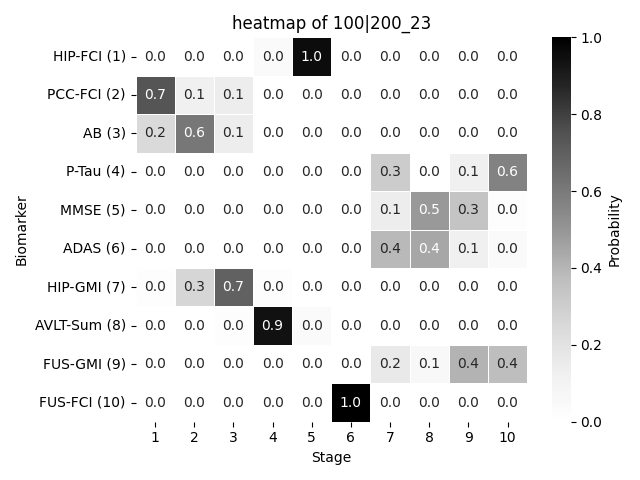 heatmap of 100|200_23
HIP-FCI (1) 0.0 0.0 0.0 0.0 1.0 0.0 0.0 0.0 0.0 0.0
PCC-FCI (2) 0.7 0.1 0.1 0.0 0.0 0.0 0.0 0.0 0.0 0.0
AB (3) 0.2 0.6 0.1 0.0 0.0 0.0 0.0 0.0 0.0 0.0
P-Tau (4) 0.0 0.0 0.0 0.0 0.0 0.0 0.3 0.0 0.1 0.6
MMSE (5) 0.0 0.0 0.0 0.0 0.0 0.0 0.1 0.5 0.3 0.0
ADAS (6) 0.0 0.0 0.0 0.0 0.0 0.0 0.4 0.4 0.1 0.0
HIP-GMI (7) 0.0 0.3 0.7 0.0 0.0 0.0 0.0 0.0 0.0 0.0
AVLT-Sum (8) 0.0 0.0 0.0 0.9 0.0 0.0 0.0 0.0 0.0 0.0
FUS-GMI (9) 0.0 0.0 0.0 0.0 0.0 0.0 0.2 0.1 0.4 0.4
FUS-FCI (10) 0.0 0.0 0.0 0.0 0.0 1.0 0.0 0.0 0.0 0.0
1 2 3 4 5 6 7 8 9 10
Stage
Biomarker
1.0
0.8
0.6
0.4
0.2
0.0
Probability